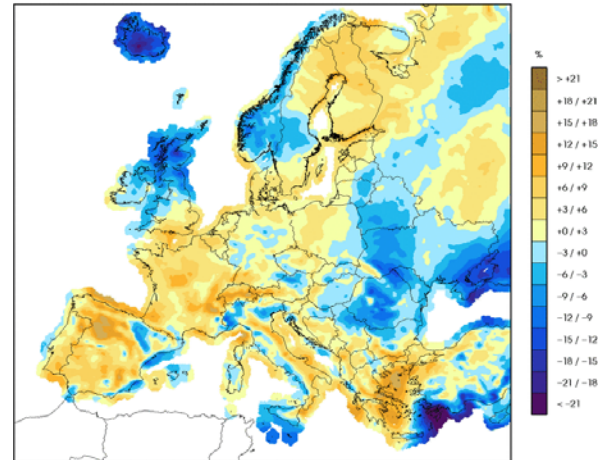 %
> +21
+18 / +21
+15 / +18
+12 / +15
+9 / +12
+6 / +9
+3 / +6
+0 / +3
−3 / +0
−6 / −3
−9 / −6
−12 / −9
−15 / −12
−18 / −15
−21 / −18
< −21